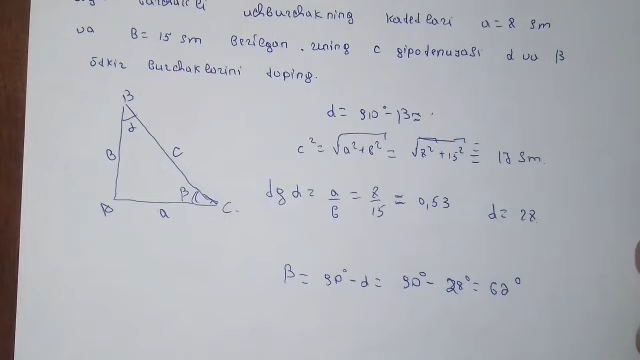 burchakli uchburchakning katetlari a=8 sm
va B=15 sm berilgan. uning c gipotenuzasi d va β
o'tkir burchaklarini toping.
B
d
B
c
β
A
a
C.
d = 90° - β =
c² = √a²+b² = √8²+15² = 17 sm.
tg d = a/b = 8/15 = 0,53 d = 28
β = 90° - d = 90° - 28° = 62°